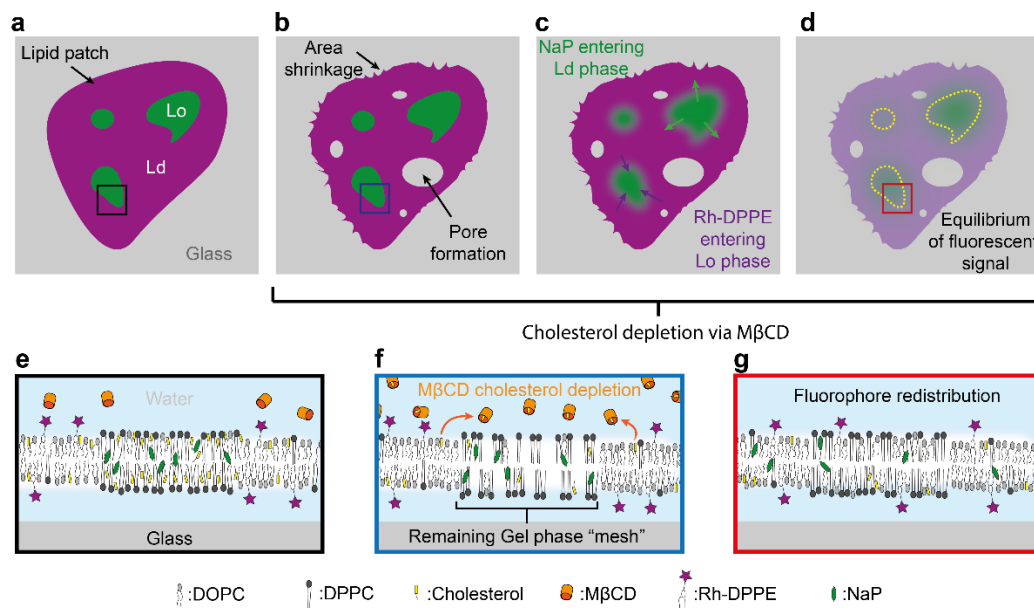 a
b
c
d
Lipid patch
Lo
Ld
Glass
Area
shrinkage
Pore
formation
NaP entering
Ld phase
Rh-DPPE
entering
Lo phase
Equilibrium
of fluorescent
signal
Cholesterol depletion via MβCD
e
f
g
Water
Glass
MβCD cholesterol depletion
Remaining Gel phase “mesh”
Fluorophore redistribution
:DOPC
:DPPC
:Cholesterol
:MβCD
:Rh-DPPE
:NaP